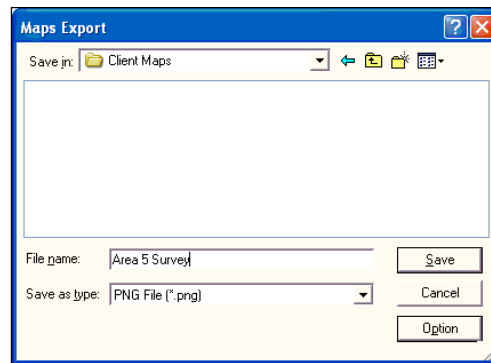 Maps Export
Save in: Client Maps
File name: Area 5 Survey
Save
Save as type: PNG File (*.png)
Cancel
Option